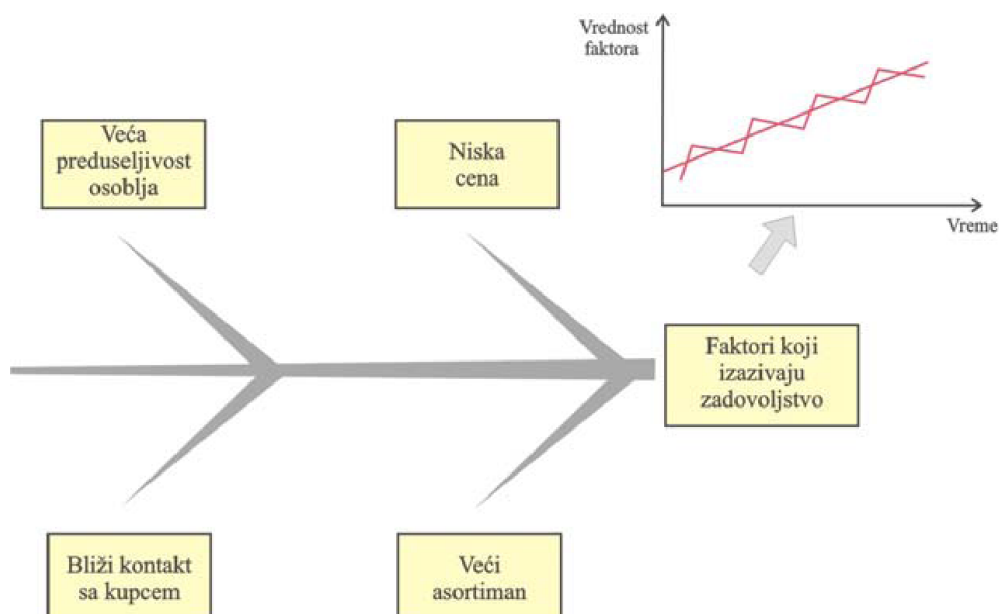 Vrednost
faktora
Vreme
Veća
preduseljivost
osoblja
Niska
cena
Faktori koji
izazivaju
zadovoljstvo
Bliži kontakt
sa kupcem
Veći
asortiman